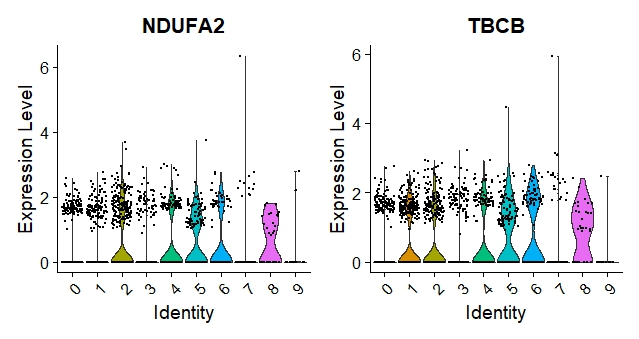 NDUFA2
Expression Level
6
4
2
0
0 1 2 3 4 5 6 7 8 9
Identity
TBCB
Expression Level
6
4
2
0
0 1 2 3 4 5 6 7 8 9
Identity